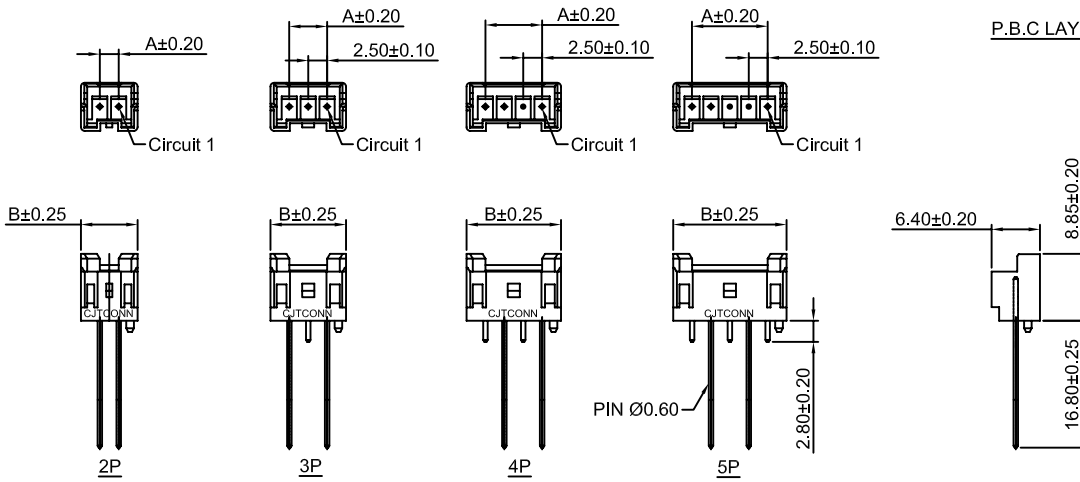 A±0.20
A±0.20
A±0.20
A±0.20
P.B.C LAY
2.50±0.10
2.50±0.10
2.50±0.10
Circuit 1
Circuit 1
Circuit 1
Circuit 1
B±0.25
B±0.25
B±0.25
B±0.25
6.40±0.20
8.85±0.20
CJTCONN
CJTCONN
CJTCONN
CJTCONN
PIN Ø0.60
2.80±0.20
16.80±0.25
2P
3P
4P
5P